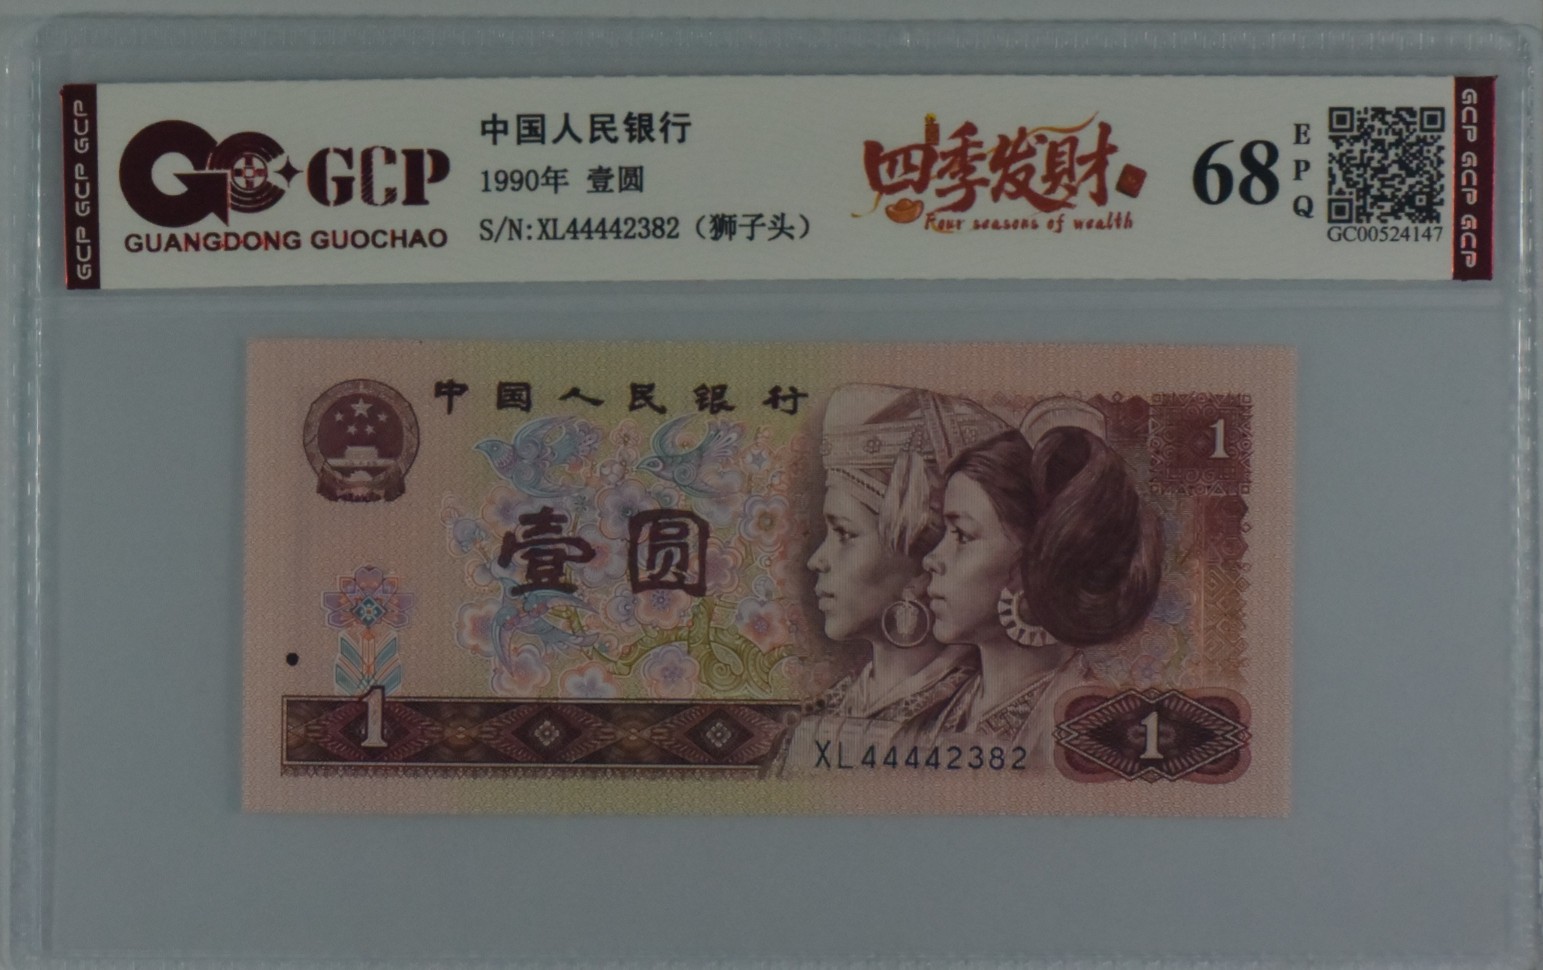 GCP GCP GCP
GCP
GUANGDONG GUOCHAO
中国人民银行
1990年 壹圆
S/N:XL44442382（狮子头）
四季发财
Four seasons of wealth
68
EPQ
GC00524147
GCP GCP GCP
中国人民银行
1
壹圆
1
XL44442382
1